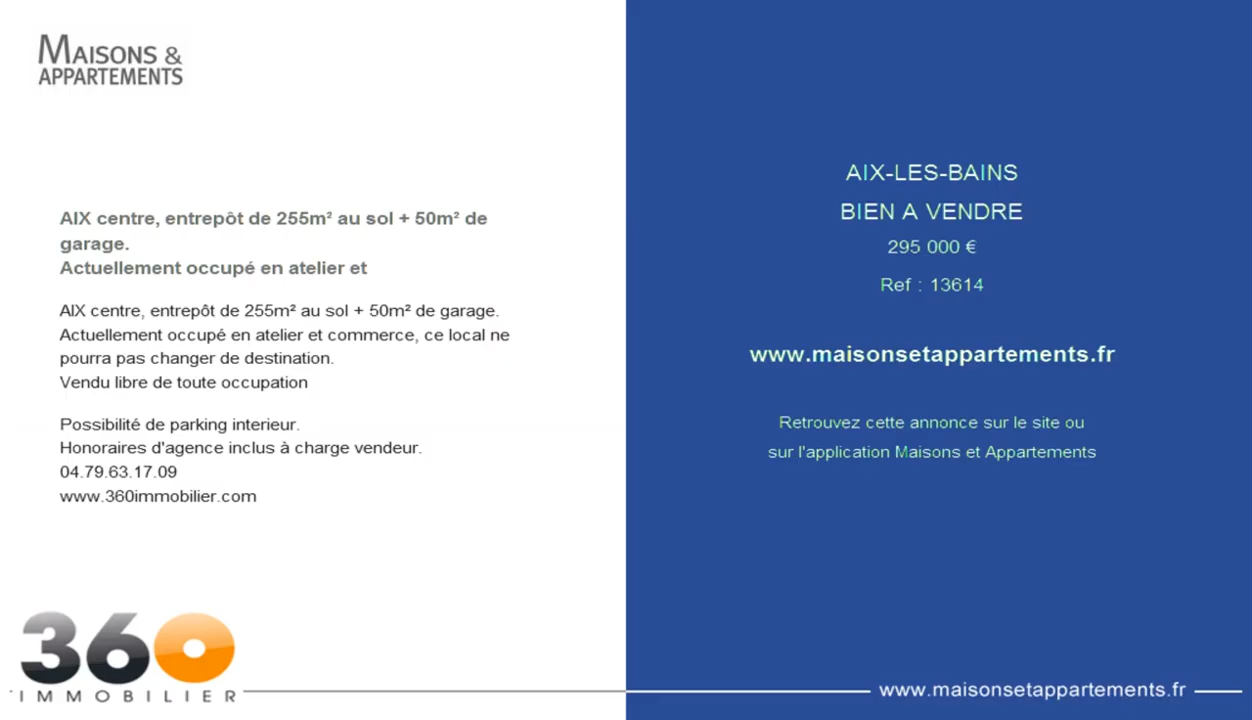 MAISONS &
APPARTEMENTS
AIX centre, entrepôt de 255m² au sol + 50m² de
garage.
Actuellement occupé en atelier et
AIX centre, entrepôt de 255m² au sol + 50m² de garage.
Actuellement occupé en atelier et commerce, ce local ne
pourra pas changer de destination.
Vendu libre de toute occupation
Possibilité de parking interieur.
Honoraires d'agence inclus à charge vendeur.
04.79.63.17.09
www.360immobilier.com
360
IMMOBILIER
AIX-LES-BAINS
BIEN A VENDRE
295 000 €
Ref : 13614
www.maisonsetappartements.fr
Retrouvez cette annonce sur le site ou
sur l'application Maisons et Appartements
www.maisonsetappartements.fr